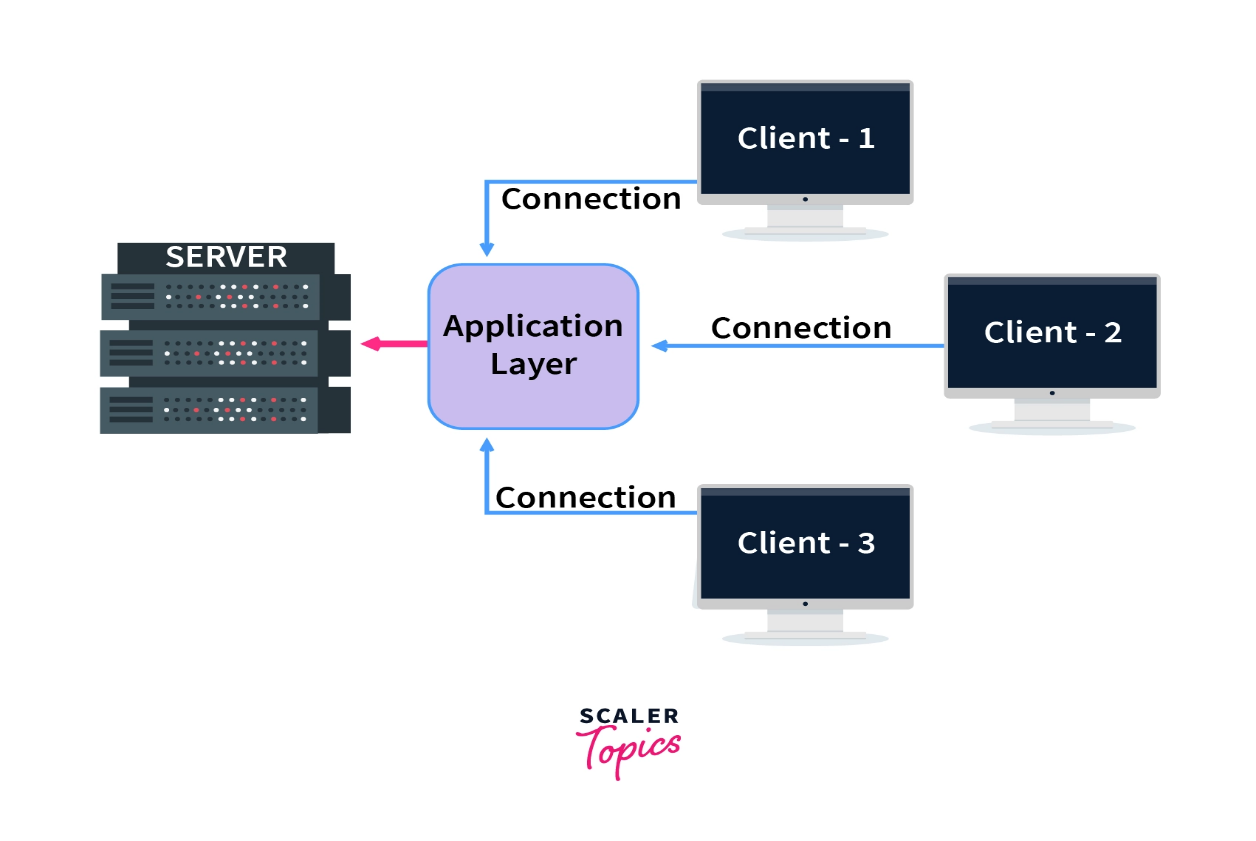 Client - 1
Connection
SERVER
Application
Layer
Connection
Client - 2
Connection
Client - 3
SCALER
Topics